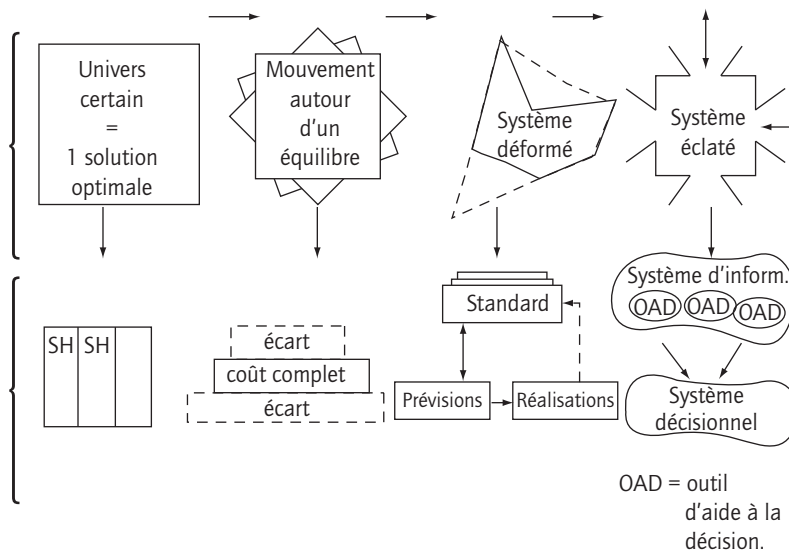 Univers
certain
=
1 solution
optimale
Mouvement
autour
d'un
équilibre
Système
déformé
Système
éclaté
SH SH
écart
coût complet
écart
Standard
Prévisions
Réalisations
Système d'inform.
OAD OAD OAD
Système
décisionnel
OAD = outil
d'aide à la
décision.